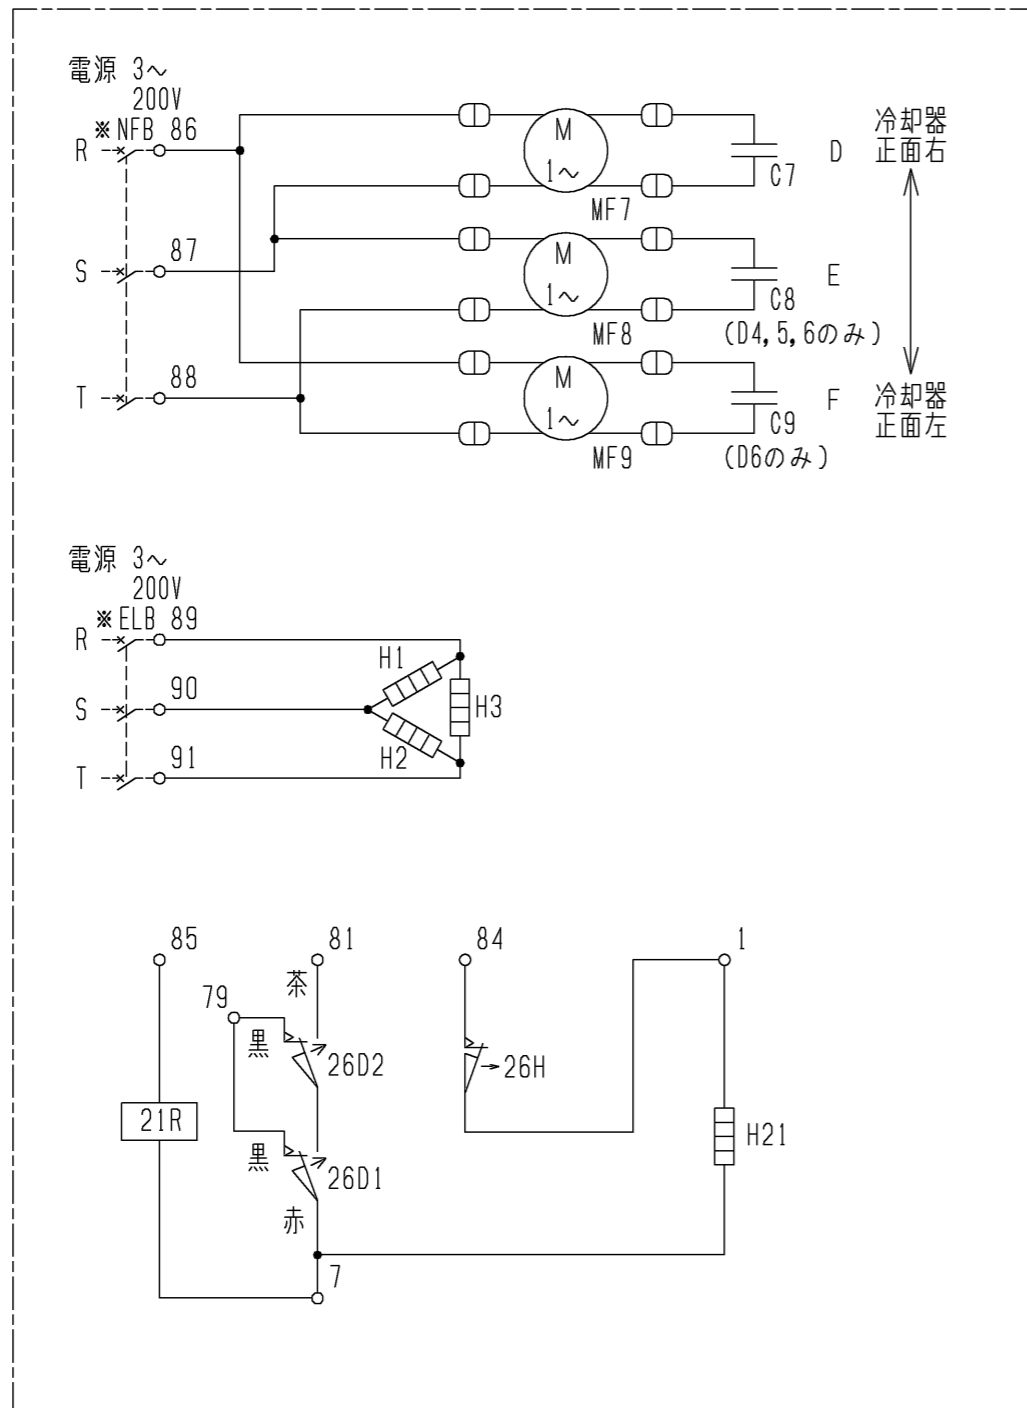 電源 3～
200V
※NFB 86
R
M
1～
MF7
C7
D
冷却器
正面右
S
87
M
1～
MF8
C8
(D4,5,6のみ)
E
T
88
M
1～
MF9
C9
(D6のみ)
F
冷却器
正面左
電源 3～
200V
※ELB 89
R
H1
S
90
H3
H2
T
91
85
81
84
1
茶
79
黒
26D2
26H
21R
H21
黒
26D1
赤
7